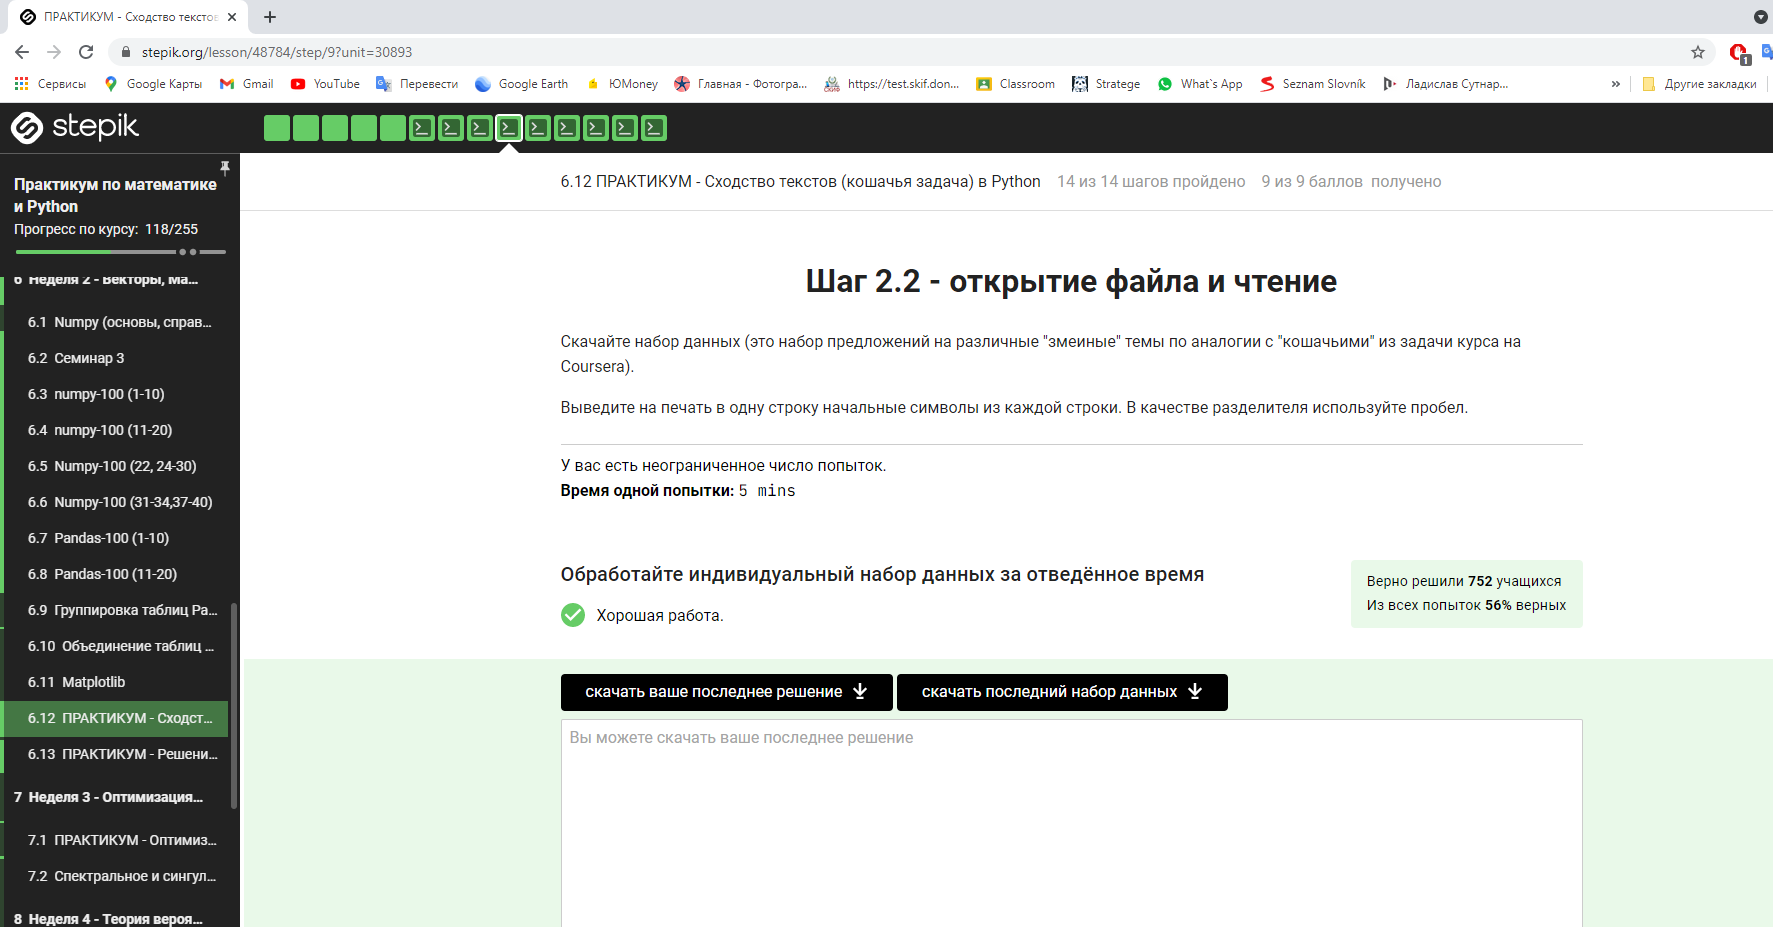 ПРАКТИКУМ - Сходство текстов
stepik.org/lesson/48784/step/9?unit=30893
1
Сервисы Google Карты Gmail YouTube Перевести Google Earth ЮMoney Главная - Фотогра... https://test.skif.don... Classroom Stratege What`s App Seznam Slovník Ладислав Сутнар... » Другие закладки
stepik
Практикум по математике
и Python
Прогресс по курсу: 118/255
6 Неделя 2 - Векторы, Ма...
6.1 Numpy (основы, справ...
6.2 Семинар 3
6.3 numpy-100 (1-10)
6.4 numpy-100 (11-20)
6.5 Numpy-100 (22, 24-30)
6.6 Numpy-100 (31-34,37-40)
6.7 Pandas-100 (1-10)
6.8 Pandas-100 (11-20)
6.9 Группировка таблиц Pa...
6.10 Объединение таблиц ...
6.11 Matplotlib
6.12 ПРАКТИКУМ - Сходст...
6.13 ПРАКТИКУМ - Решени...
7 Неделя 3 - Оптимизация...
7.1 ПРАКТИКУМ - Оптимиз...
7.2 Спектральное и сингул...
8 Неделя 4 - Теория вероя...
6.12 ПРАКТИКУМ - Сходство текстов (кошачья задача) в Python 14 из 14 шагов пройдено 9 из 9 баллов получено
Шаг 2.2 - открытие файла и чтение
Скачайте набор данных (это набор предложений на различные "змеиные" темы по аналогии с "кошачьими" из задачи курса на
Coursera).
Выведите на печать в одну строку начальные символы из каждой строки. В качестве разделителя используйте пробел.
У вас есть неограниченное число попыток.
Время одной попытки: 5 mins
Обработайте индивидуальный набор данных за отведённое время
Хорошая работа.
Верно решили 752 учащихся
Из всех попыток 56% верных
скачать ваше последнее решение скачать последний набор данных
Вы можете скачать ваше последнее решение